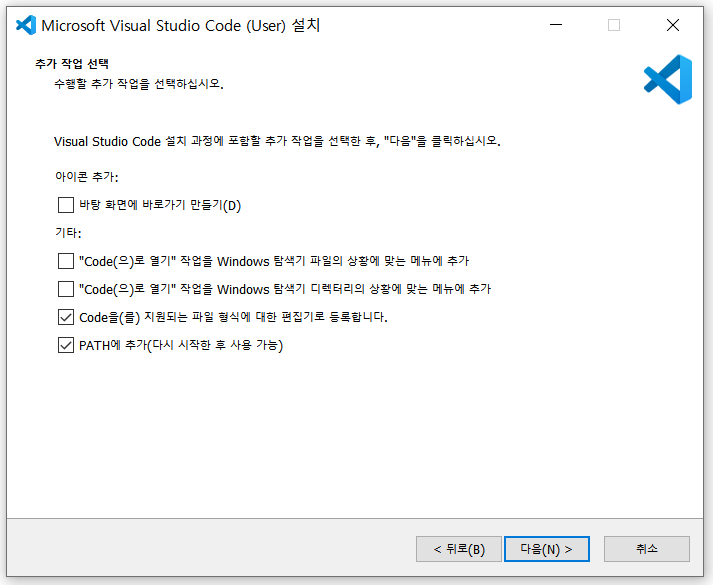 Microsoft Visual Studio Code (User) 설치
추가 작업 선택
수행할 추가 작업을 선택하십시오.
Visual Studio Code 설치 과정에 포함할 추가 작업을 선택한 후, "다음"을 클릭하십시오.
아이콘 추가:
바탕 화면에 바로가기 만들기(D)
기타:
"Code(으)로 열기" 작업을 Windows 탐색기 파일의 상황에 맞는 메뉴에 추가
"Code(으)로 열기" 작업을 Windows 탐색기 디렉터리의 상황에 맞는 메뉴에 추가
Code을(를) 지원되는 파일 형식에 대한 편집기로 등록합니다.
PATH에 추가(다시 시작한 후 사용 가능)
< 뒤로(B)
다음(N) >
취소